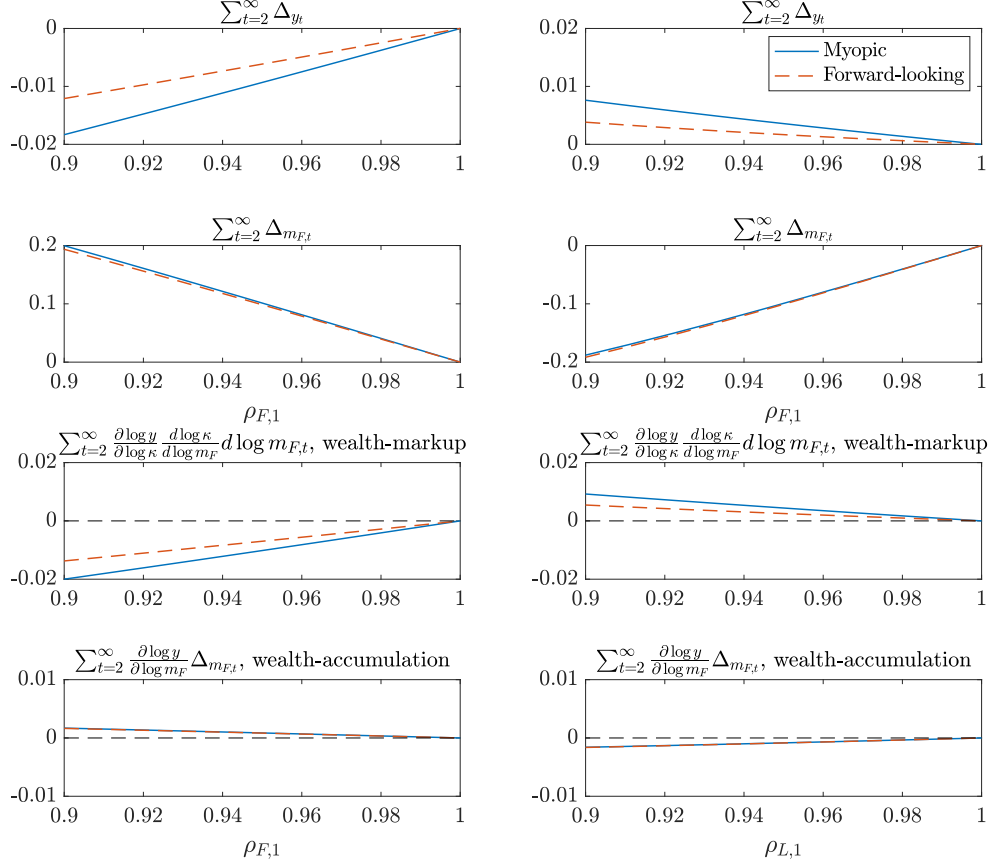 $\sum_{t=2}^{\infty} \Delta_{y_t}$
0
-0.01
-0.02
0.9 0.92 0.94 0.96 0.98 1
$\sum_{t=2}^{\infty} \Delta_{y_t}$
0.02
0.01
0
0.9 0.92 0.94 0.96 0.98 1
Myopic
Forward-looking
$\sum_{t=2}^{\infty} \Delta_{m_{F,t}}$
0.2
0.1
0
0.9 0.92 0.94 0.96 0.98 1
$\rho_{F,1}$
$\sum_{t=2}^{\infty} \Delta_{m_{F,t}}$
0
-0.1
-0.2
0.9 0.92 0.94 0.96 0.98 1
$\rho_{L,1}$
$\sum_{t=2}^{\infty} \frac{\partial \log y}{\partial \log \kappa} \frac{d \log \kappa}{d \log m_F} d \log m_{F,t}$, wealth-markup
0.02
0
-0.02
0.9 0.92 0.94 0.96 0.98 1
$\sum_{t=2}^{\infty} \frac{\partial \log y}{\partial \log \kappa} \frac{d \log \kappa}{d \log m_F} d \log m_{F,t}$, wealth-markup
0.02
0
-0.02
0.9 0.92 0.94 0.96 0.98 1
$\sum_{t=2}^{\infty} \frac{\partial \log y}{\partial \log m_F} \Delta_{m_{F,t}}$, wealth-accumulation
0.01
0
-0.01
0.9 0.92 0.94 0.96 0.98 1
$\rho_{F,1}$
$\sum_{t=2}^{\infty} \frac{\partial \log y}{\partial \log m_F} \Delta_{m_{F,t}}$, wealth-accumulation
0.01
0
-0.01
0.9 0.92 0.94 0.96 0.98 1
$\rho_{L,1}$